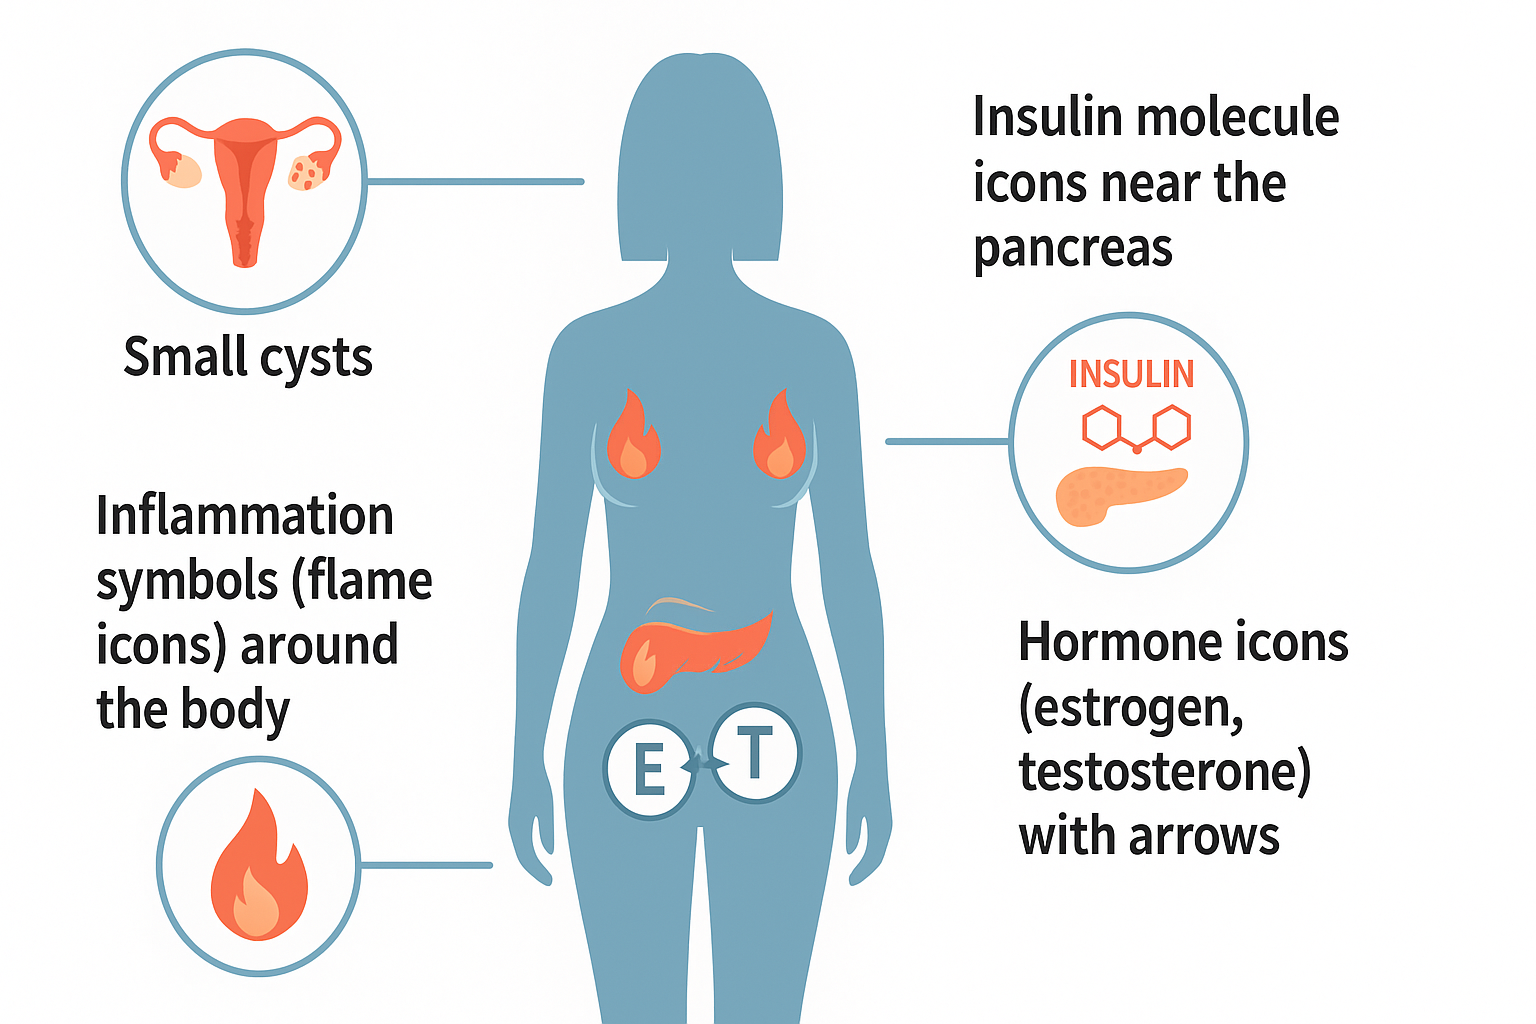 Small cysts
Inflammation
symbols (flame
icons) around
the body
E T
Insulin molecule
icons near the
pancreas
INSULIN
Hormone icons
(estrogen,
testosterone)
with arrows